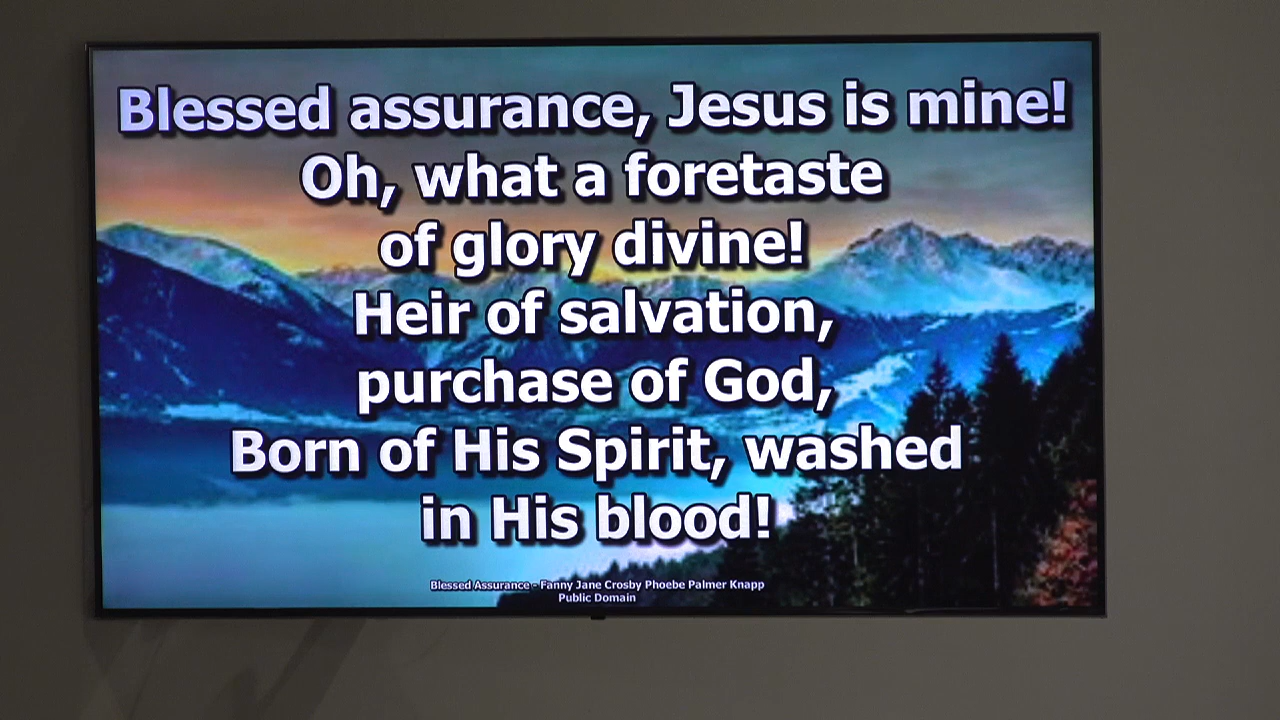 Blessed assurance, Jesus is mine!
Oh, what a foretaste
of glory divine!
Heir of salvation,
purchase of God,
Born of His Spirit, washed
in His blood!
Blessed Assurance - Fanny Jane Crosby Phoebe Palmer Knapp
Public Domain